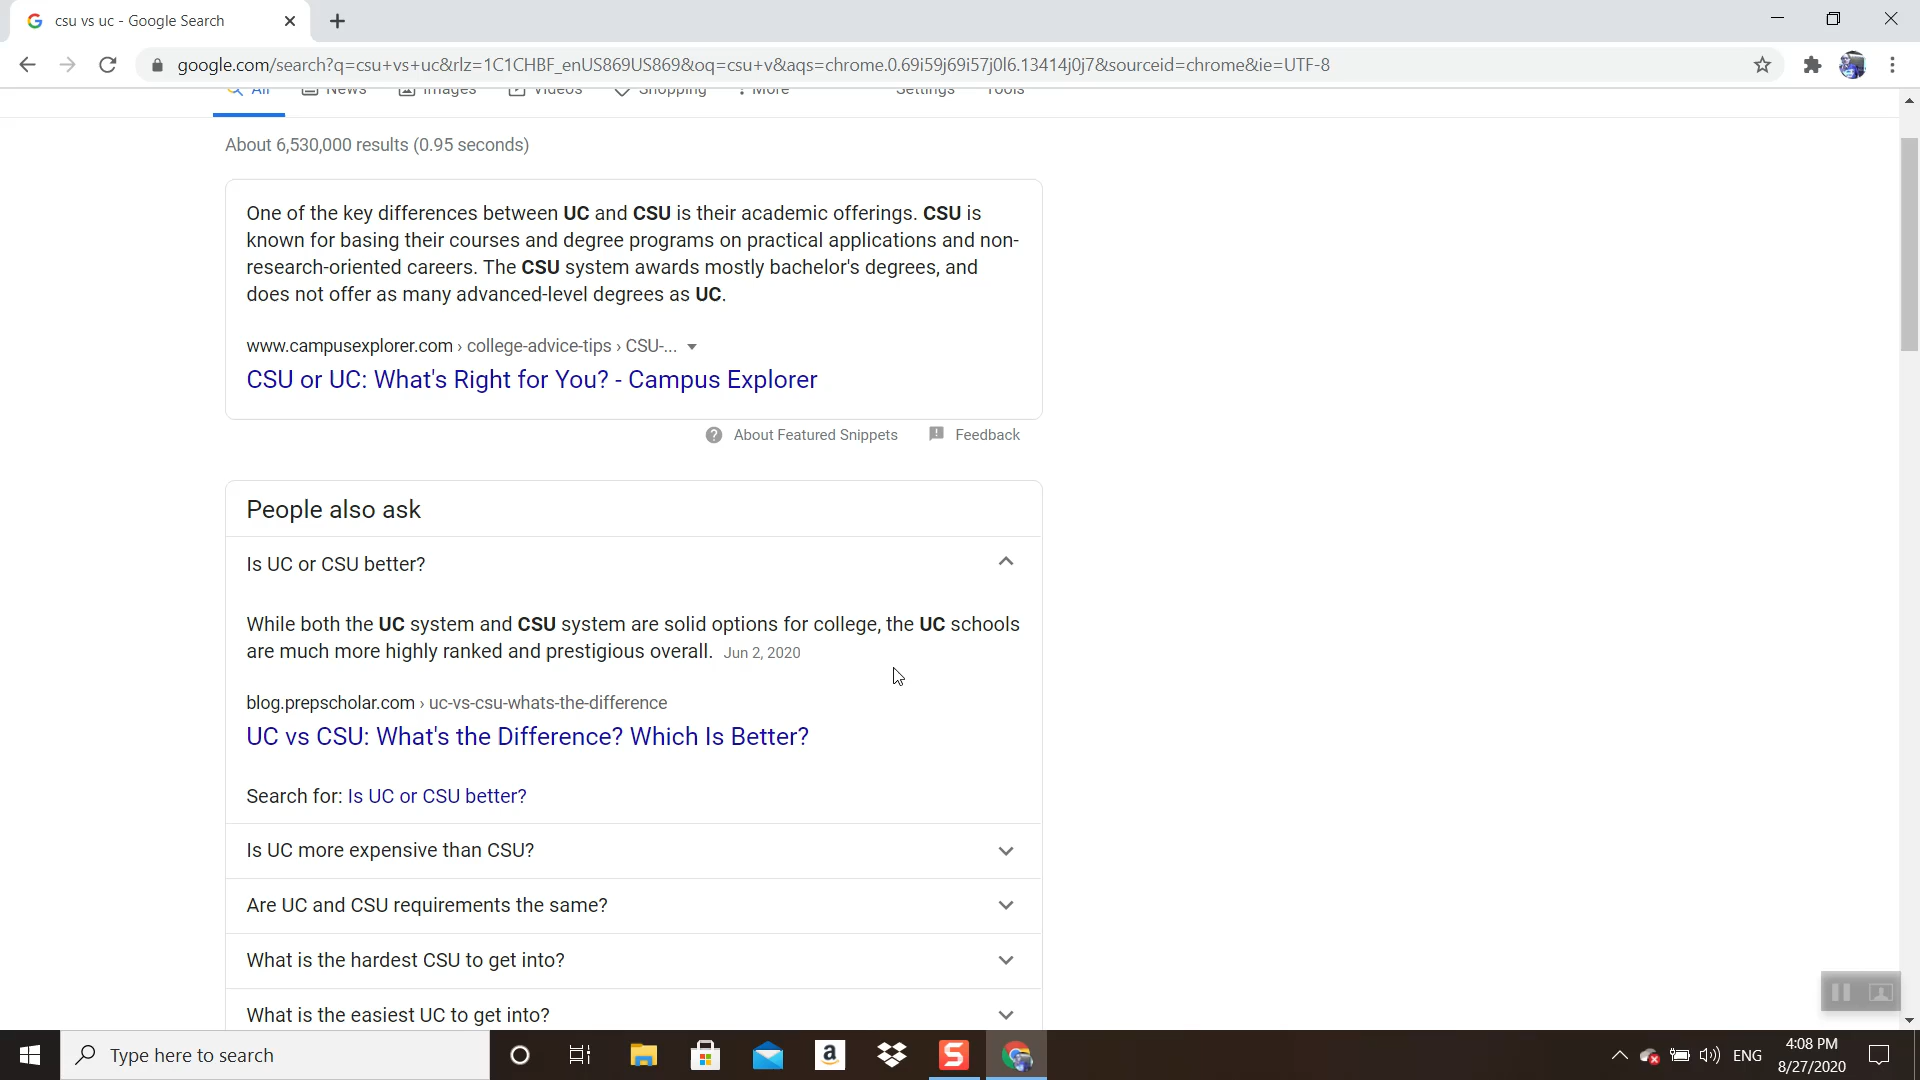 csu vs uc - Google Search
google.com/search?q=csu+vs+uc&rlz=1C1CHBF_enUS869US869&oq=csu+v&aqs=chrome.0.69i59j69i57j0l6.13414j0j7&sourceid=chrome&ie=UTF-8
All News Images Videos Shopping More Settings Tools
About 6,530,000 results (0.95 seconds)
One of the key differences between UC and CSU is their academic offerings. CSU is
known for basing their courses and degree programs on practical applications and non-
research-oriented careers. The CSU system awards mostly bachelor's degrees, and
does not offer as many advanced-level degrees as UC.
www.campusexplorer.com › college-advice-tips › CSU-...
CSU or UC: What's Right for You? - Campus Explorer
About Featured Snippets Feedback
People also ask
Is UC or CSU better?
While both the UC system and CSU system are solid options for college, the UC schools
are much more highly ranked and prestigious overall. Jun 2, 2020
blog.prepscholar.com › uc-vs-csu-whats-the-difference
UC vs CSU: What's the Difference? Which Is Better?
Search for: Is UC or CSU better?
Is UC more expensive than CSU?
Are UC and CSU requirements the same?
What is the hardest CSU to get into?
What is the easiest UC to get into?
Type here to search
ENG
4:08 PM
8/27/2020